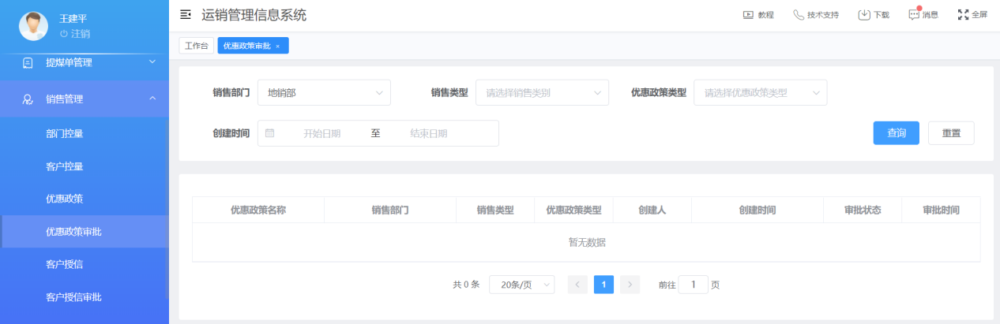 王建平
注销
提煤单管理
销售管理
部门控量
客户控量
优惠政策
优惠政策审批
客户授信
客户授信审批
运销管理信息系统
教程 技术支持 下载 消息 全屏
工作台 优惠政策审批 ×
销售部门 地销部 销售类型 请选择销售类别 优惠政策类型 请选择优惠政策类型
创建时间 开始日期 至 结束日期 查询 重置
优惠政策名称 销售部门 销售类型 优惠政策类型 创建人 创建时间 审批状态 审批时间
暂无数据
共 0 条 20条/页 < 1 > 前往 1 页